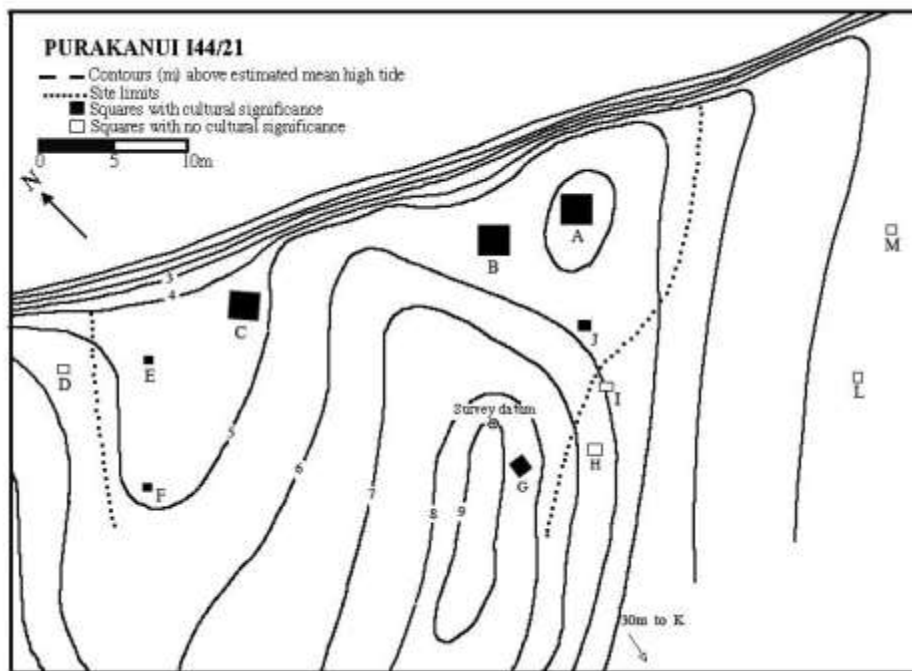 PURAKANUI I44/21
Contours (m) above estimated mean high tide
Site limits
Squares with cultural significance
Squares with no cultural significance
0 5 10m
N
A
M
B
3
4
C
J
E
D
L
I
Survey datum
5
H
6
G
F
7
8
9
30m to K